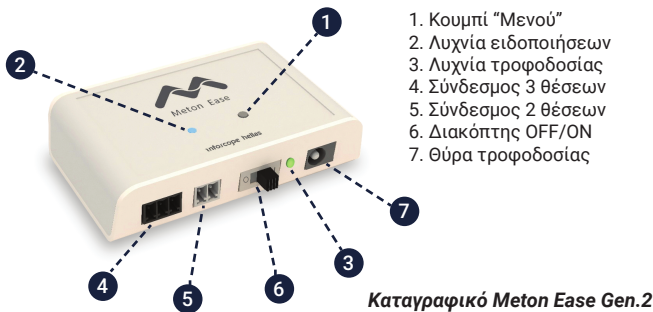 1
2
Meton Ease
infoscope hellas
7
4
5
6
3
1. Κουμπί “Μενού”
2. Λυχνία ειδοποιήσεων
3. Λυχνία τροφοδοσίας
4. Σύνδεσμος 3 θέσεων
5. Σύνδεσμος 2 θέσεων
6. Διακόπτης OFF/ON
7. Θύρα τροφοδοσίας
Καταγραφικό Meton Ease Gen.2